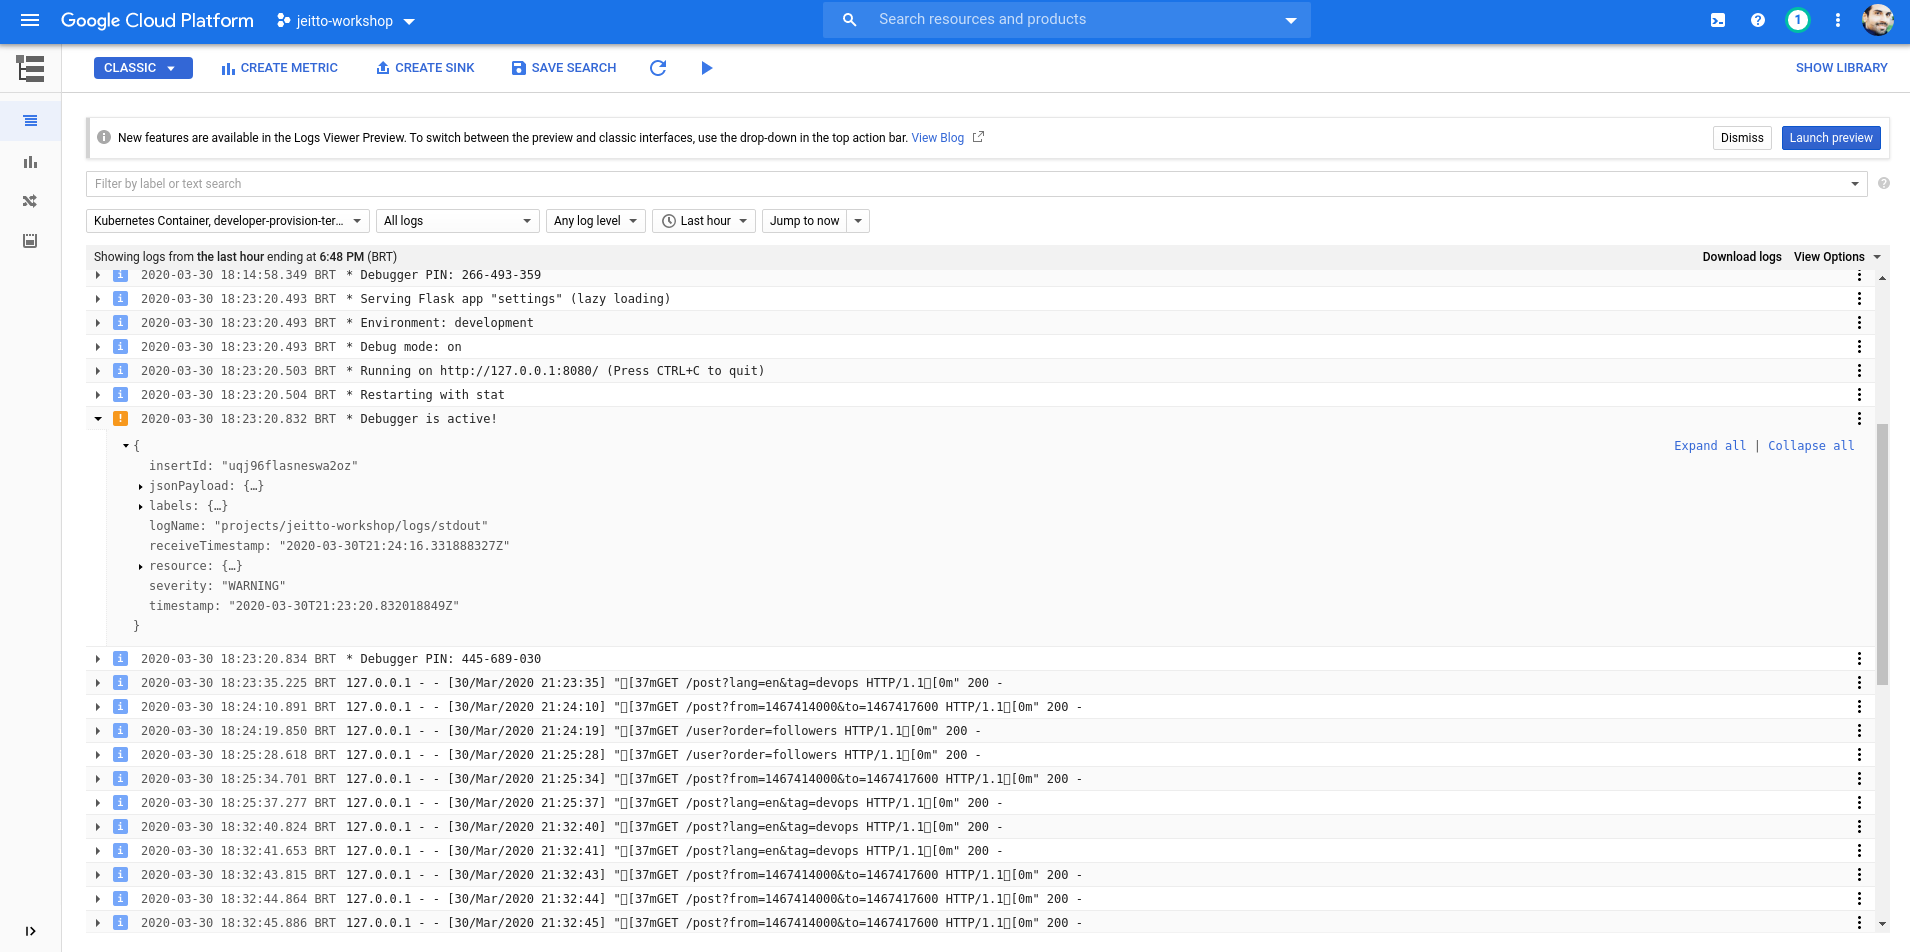 Google Cloud Platform jeitto-workshop Search resources and products 1
CLASSIC CREATE METRIC CREATE SINK SAVE SEARCH SHOW LIBRARY
New features are available in the Logs Viewer Preview. To switch between the preview and classic interfaces, use the drop-down in the top action bar. View Blog Dismiss Launch preview
Filter by label or text search
Kubernetes Container, developer-provision-ter... All logs Any log level Last hour Jump to now
Showing logs from the last hour ending at 6:48 PM (BRT) Download logs View Options
2020-03-30 18:14:58.349 BRT * Debugger PIN: 266-493-359
2020-03-30 18:23:20.493 BRT * Serving Flask app "settings" (lazy loading)
2020-03-30 18:23:20.493 BRT * Environment: development
2020-03-30 18:23:20.493 BRT * Debug mode: on
2020-03-30 18:23:20.503 BRT * Running on http://127.0.0.1:8080/ (Press CTRL+C to quit)
2020-03-30 18:23:20.504 BRT * Restarting with stat
2020-03-30 18:23:20.832 BRT * Debugger is active!
{ Expand all | Collapse all
insertId: "uqj96flasneswa2oz"
jsonPayload: {…}
labels: {…}
logName: "projects/jeitto-workshop/logs/stdout"
receiveTimestamp: "2020-03-30T21:24:16.331888327Z"
resource: {…}
severity: "WARNING"
timestamp: "2020-03-30T21:23:20.832018849Z"
}
2020-03-30 18:23:20.834 BRT * Debugger PIN: 445-689-030
2020-03-30 18:23:35.225 BRT 127.0.0.1 - - [30/Mar/2020 21:23:35] "▯[37mGET /post?lang=en&tag=devops HTTP/1.1▯[0m" 200 -
2020-03-30 18:24:10.891 BRT 127.0.0.1 - - [30/Mar/2020 21:24:10] "▯[37mGET /post?from=1467414000&to=1467417600 HTTP/1.1▯[0m" 200 -
2020-03-30 18:24:19.850 BRT 127.0.0.1 - - [30/Mar/2020 21:24:19] "▯[37mGET /user?order=followers HTTP/1.1▯[0m" 200 -
2020-03-30 18:25:28.618 BRT 127.0.0.1 - - [30/Mar/2020 21:25:28] "▯[37mGET /user?order=followers HTTP/1.1▯[0m" 200 -
2020-03-30 18:25:34.701 BRT 127.0.0.1 - - [30/Mar/2020 21:25:34] "▯[37mGET /post?from=1467414000&to=1467417600 HTTP/1.1▯[0m" 200 -
2020-03-30 18:25:37.277 BRT 127.0.0.1 - - [30/Mar/2020 21:25:37] "▯[37mGET /post?lang=en&tag=devops HTTP/1.1▯[0m" 200 -
2020-03-30 18:32:40.824 BRT 127.0.0.1 - - [30/Mar/2020 21:32:40] "▯[37mGET /post?lang=en&tag=devops HTTP/1.1▯[0m" 200 -
2020-03-30 18:32:41.653 BRT 127.0.0.1 - - [30/Mar/2020 21:32:41] "▯[37mGET /post?lang=en&tag=devops HTTP/1.1▯[0m" 200 -
2020-03-30 18:32:43.815 BRT 127.0.0.1 - - [30/Mar/2020 21:32:43] "▯[37mGET /post?from=1467414000&to=1467417600 HTTP/1.1▯[0m" 200 -
2020-03-30 18:32:44.864 BRT 127.0.0.1 - - [30/Mar/2020 21:32:44] "▯[37mGET /post?from=1467414000&to=1467417600 HTTP/1.1▯[0m" 200 -
2020-03-30 18:32:45.886 BRT 127.0.0.1 - - [30/Mar/2020 21:32:45] "▯[37mGET /post?from=1467414000&to=1467417600 HTTP/1.1▯[0m" 200 -